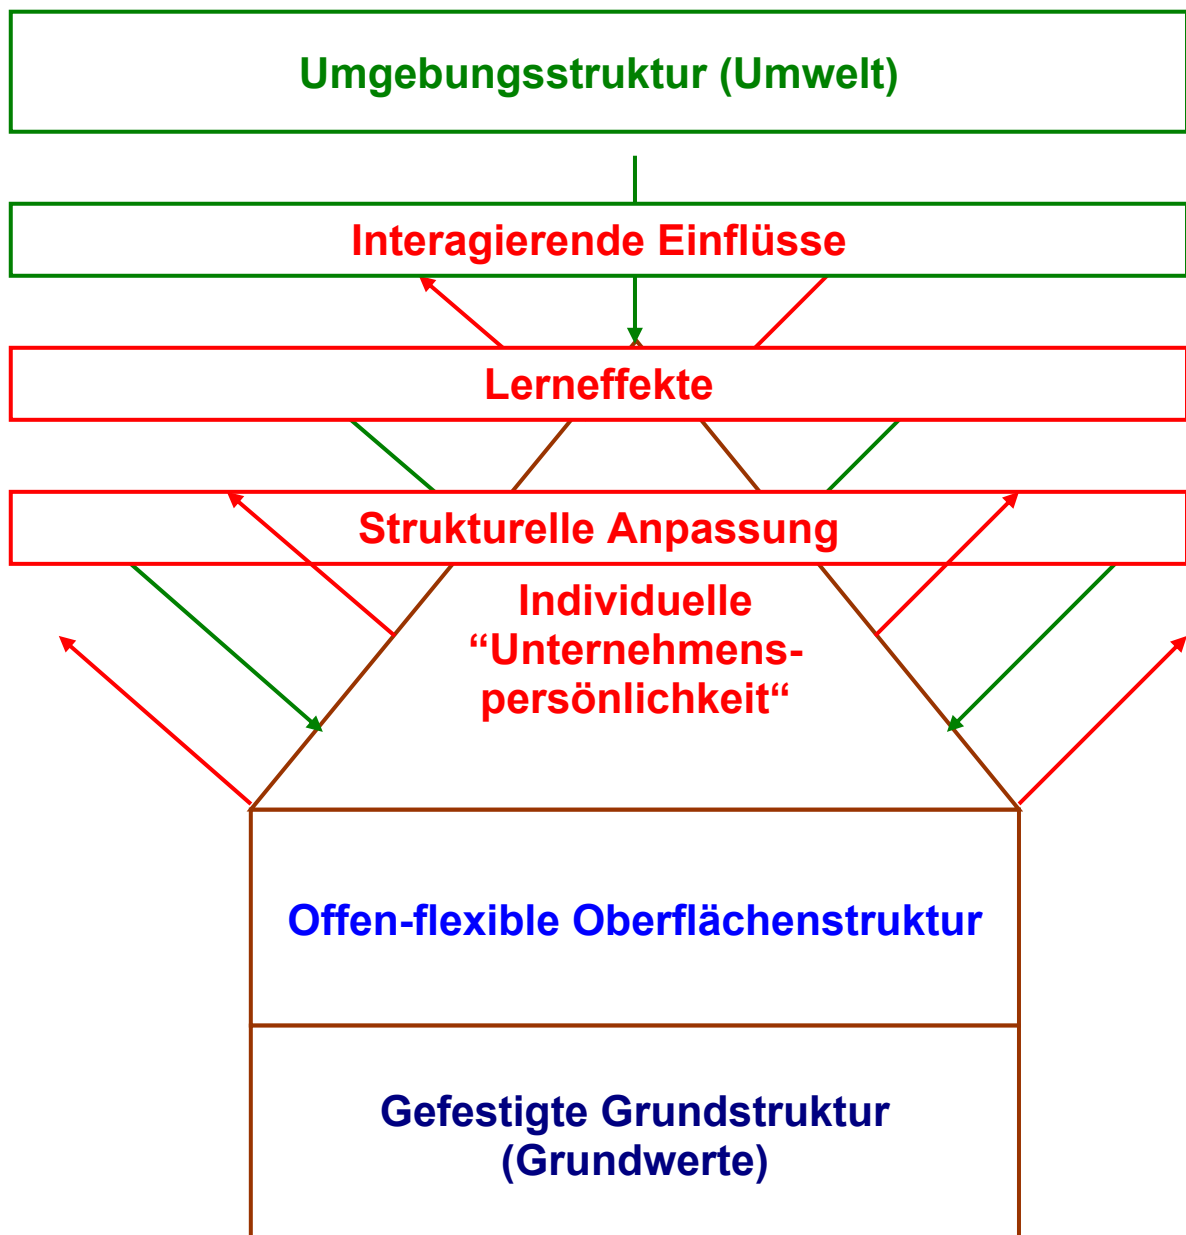 Umgebungsstruktur (Umwelt)
Interagierende Einflüsse
Lerneffekte
Strukturelle Anpassung
Individuelle
“Unternehmens-
persönlichkeit“
Offen-flexible Oberflächenstruktur
Gefestigte Grundstruktur
(Grundwerte)